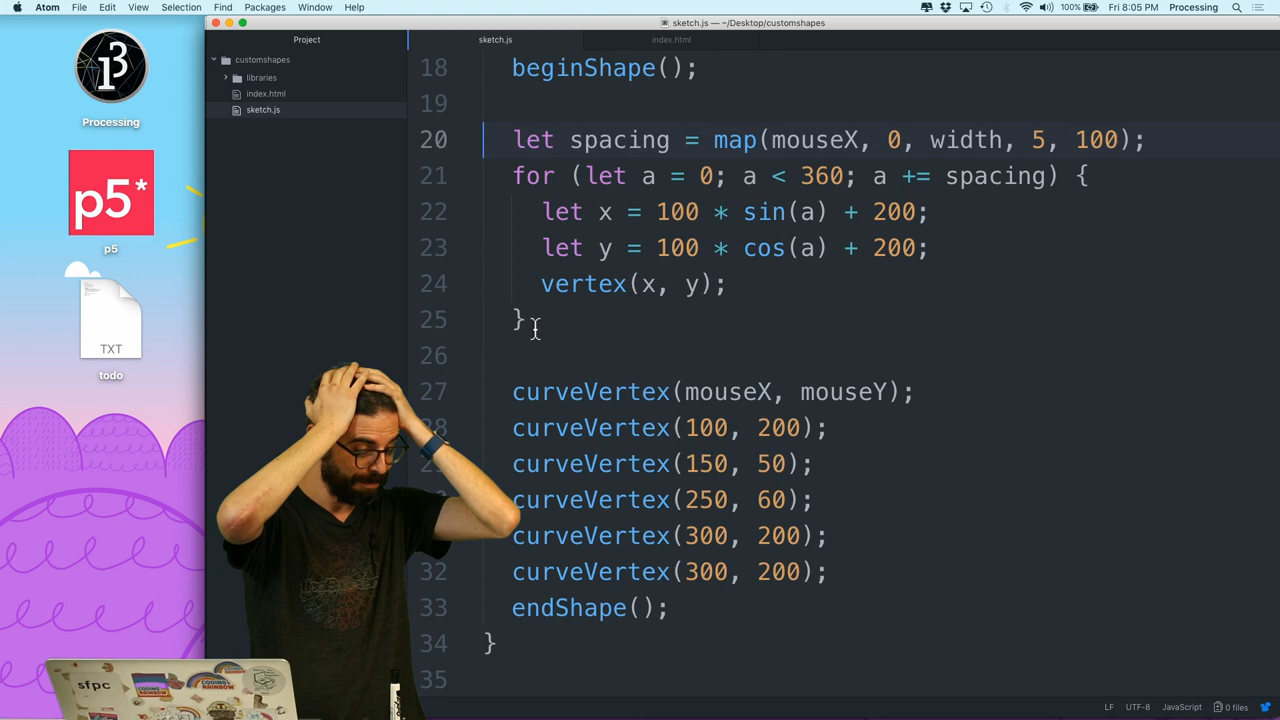 Atom File Edit View Selection Find Packages Window Help
100% Fri 8:05 PM Processing
sketch.js — ~/Desktop/customshapes
Project
sketch.js
index.html
customshapes
libraries
index.html
sketch.js
Processing
p5*
p5
TXT
todo
18 beginShape();
19
20 let spacing = map(mouseX, 0, width, 5, 100);
21 for (let a = 0; a < 360; a += spacing) {
22 let x = 100 * sin(a) + 200;
23 let y = 100 * cos(a) + 200;
24 vertex(x, y);
25 }
26
27 curveVertex(mouseX, mouseY);
28 curveVertex(100, 200);
curveVertex(150, 50);
curveVertex(250, 60);
curveVertex(300, 200);
32 curveVertex(300, 200);
33 endShape();
34 }
35
sfpc
CODING RAINBOW
CODING RAINBOW
LF UTF-8 JavaScript 0 files